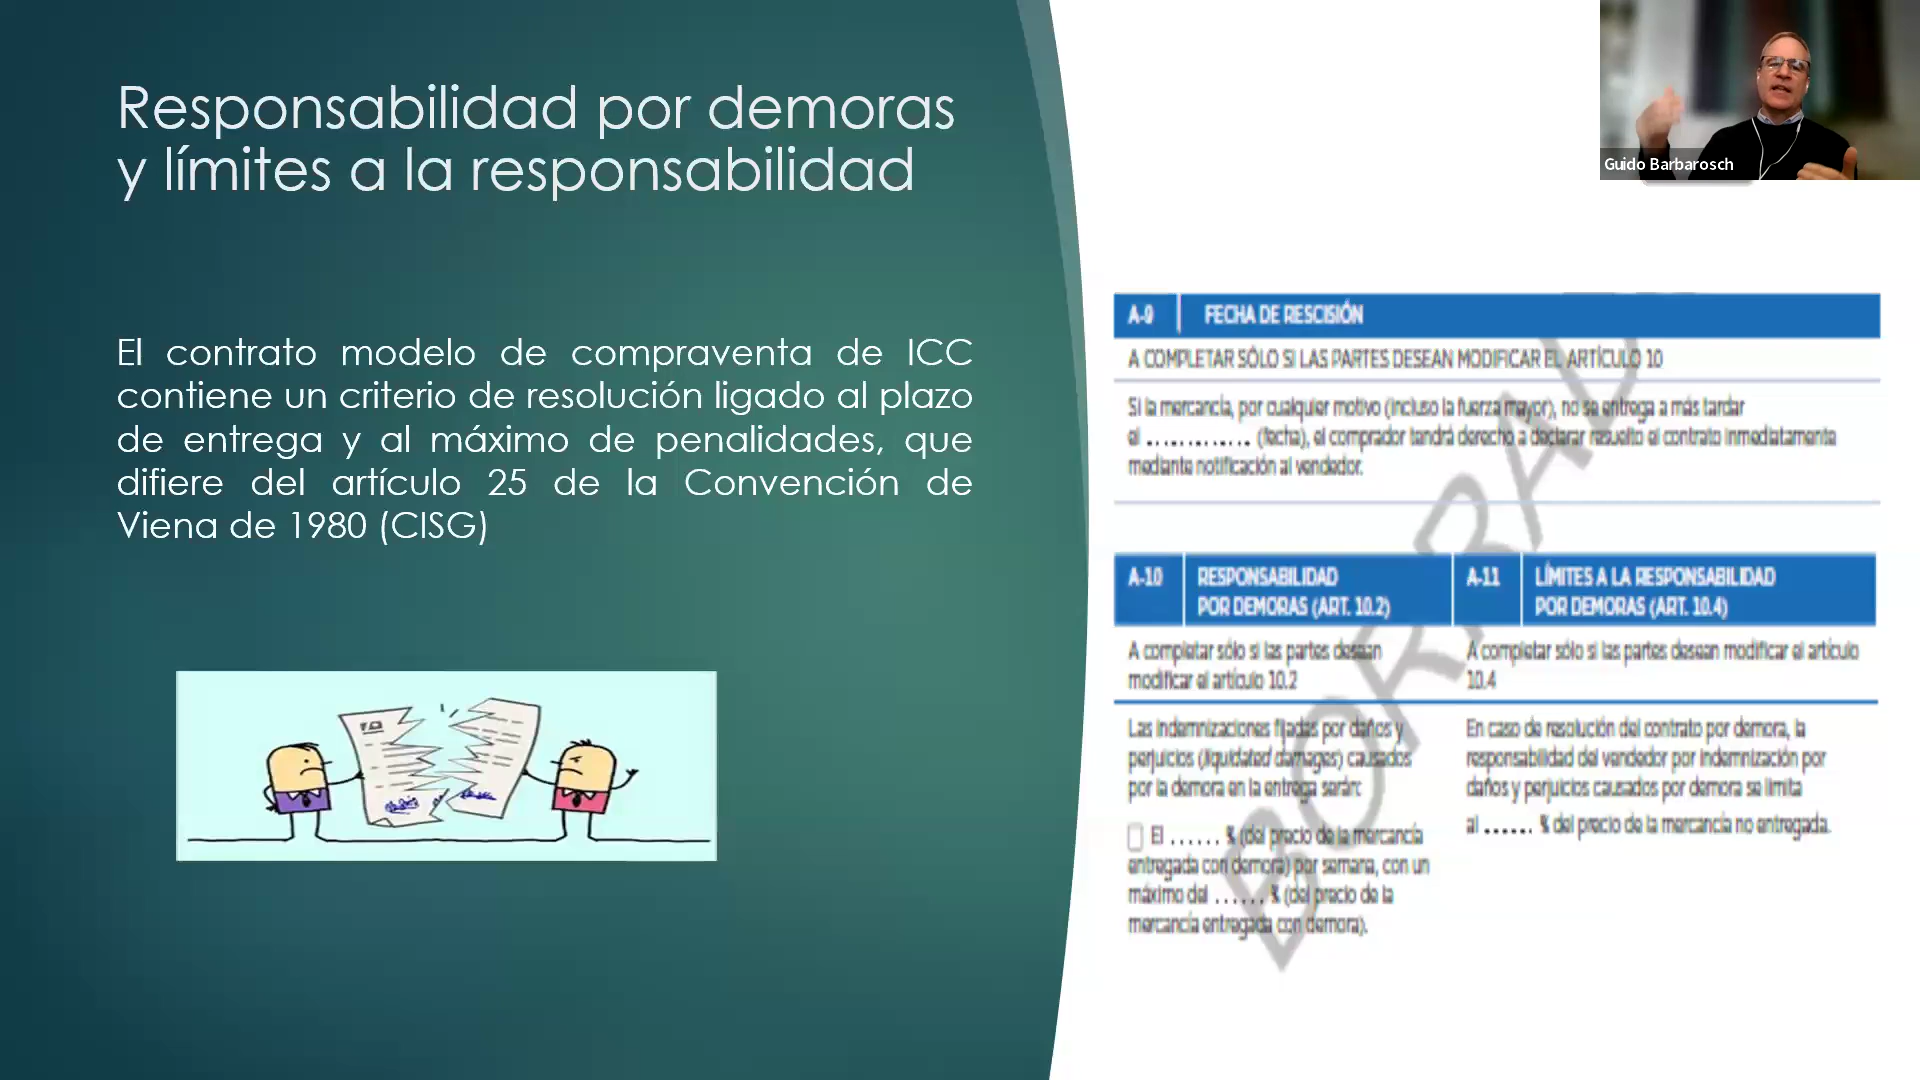 Responsabilidad por demoras
y límites a la responsabilidad
El contrato modelo de compraventa de ICC
contiene un criterio de resolución ligado al plazo
de entrega y al máximo de penalidades, que
difiere del artículo 25 de la Convención de
Viena de 1980 (CISG)
Guido Barbarosch
A-9 FECHA DE RESCISIÓN
A COMPLETAR SÓLO SI LAS PARTES DESEAN MODIFICAR EL ARTÍCULO 10
Si la mercancía, por cualquier motivo (incluso la fuerza mayor), no se entrega a más tardar
el .............. (fecha), el comprador tendrá derecho a declarar resuelto el contrato inmediatamente
mediante notificación al vendedor.
A-10 RESPONSABILIDAD
POR DEMORAS (ART. 10.2)
A completar sólo si las partes desean
modificar el artículo 10.2
Las indemnizaciones fijadas por daños y
perjuicios (liquidated damages) causados
por la demora en la entrega serán:
El ...... % (del precio de la mercancía
entregada con demora) por semana, con un
máximo del ...... % (del precio de la
mercancía entregada con demora).
A-11 LÍMITES A LA RESPONSABILIDAD
POR DEMORAS (ART. 10.4)
A completar sólo si las partes desean modificar el artículo
10.4
En caso de resolución del contrato por demora, la
responsabilidad del vendedor por indemnización por
daños y perjuicios causados por demora se limita
al ...... % del precio de la mercancía no entregada.
BORRAD